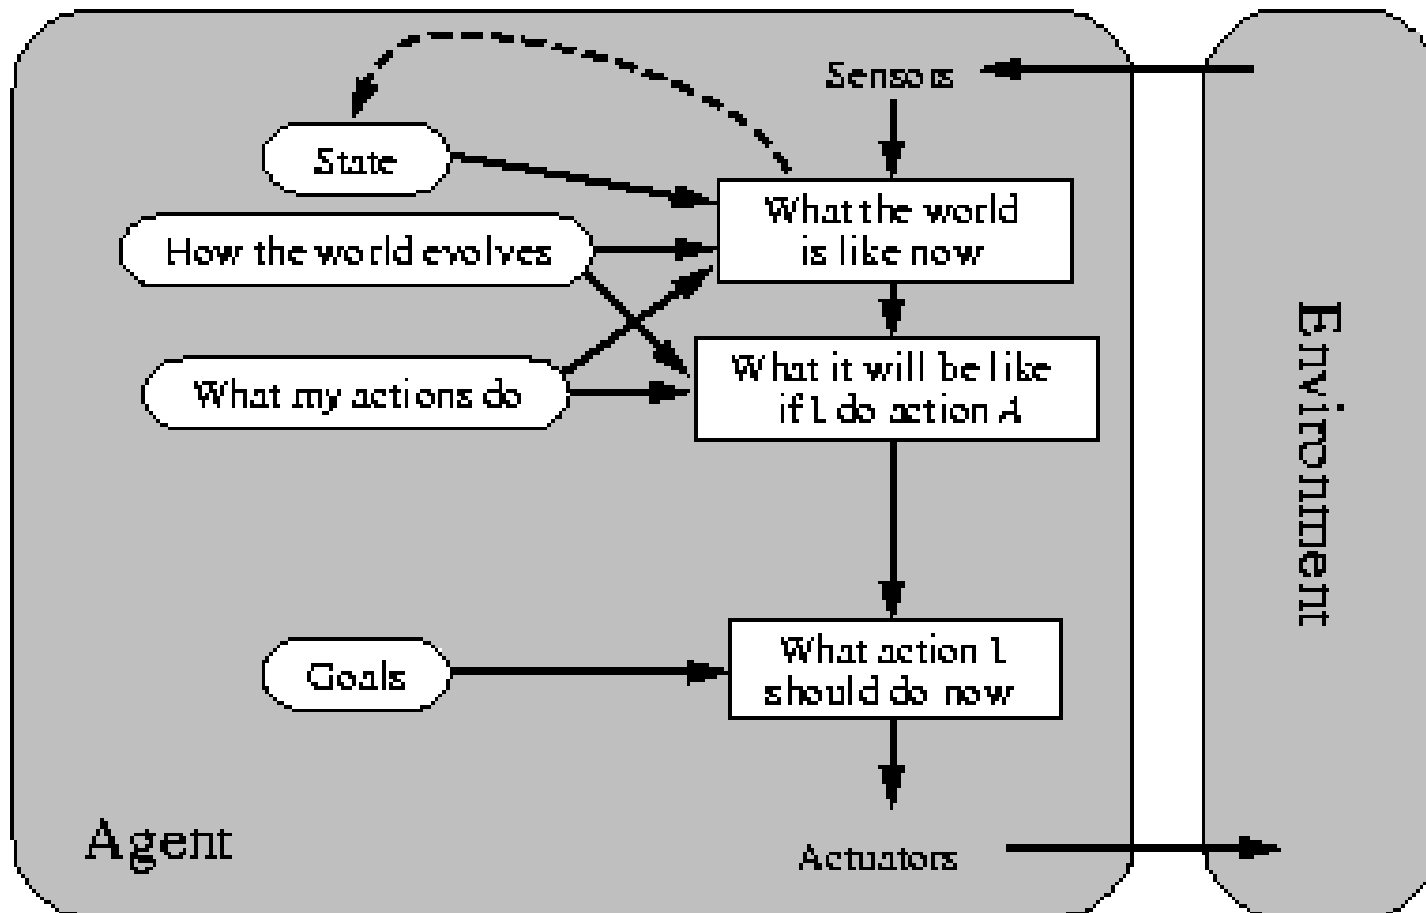 Sensors
State
What the world
is like now
How the world evolves
What it will be like
if I do action A
What my actions do
Environment
What action I
should do now
Goals
Agent
Actuators